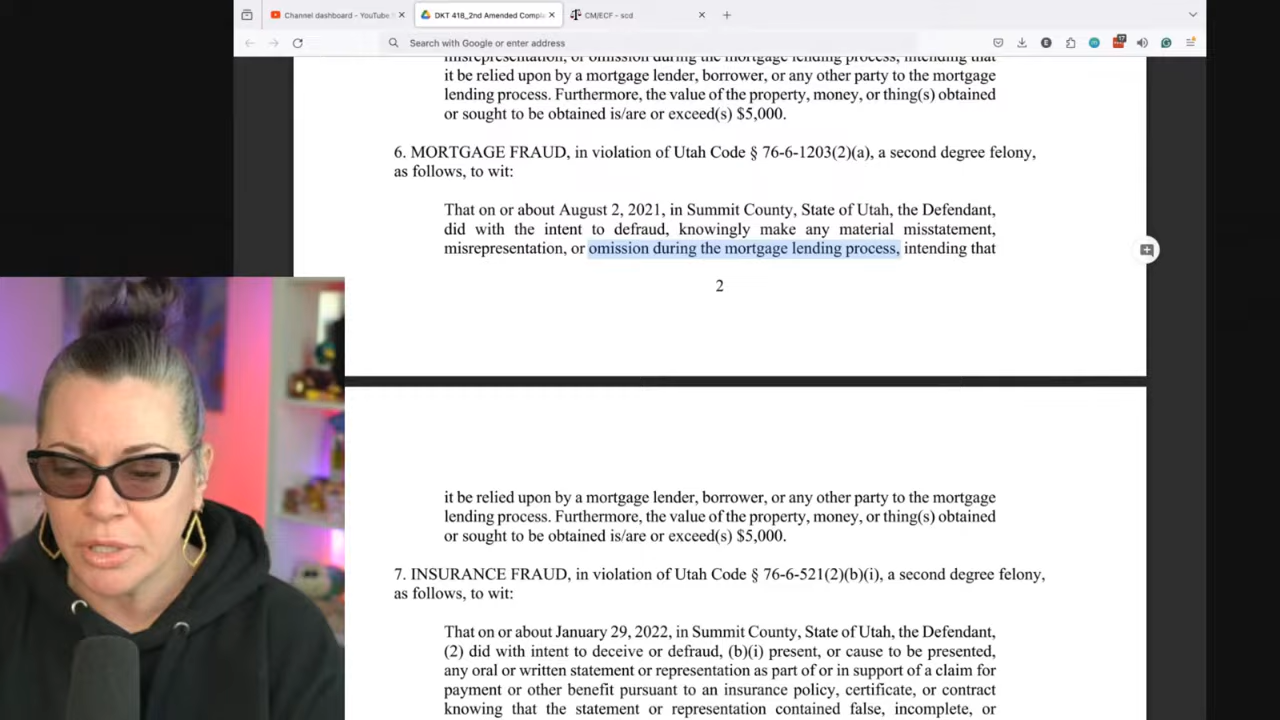 Channel dashboard - YouTube
DKT 418_2nd Amended Compl
CM/ECF - scd
Search with Google or enter address
misrepresentation, or omission during the mortgage lending process, intending that
it be relied upon by a mortgage lender, borrower, or any other party to the mortgage
lending process. Furthermore, the value of the property, money, or thing(s) obtained
or sought to be obtained is/are or exceed(s) $5,000.
6. MORTGAGE FRAUD, in violation of Utah Code § 76-6-1203(2)(a), a second degree felony,
as follows, to wit:
That on or about August 2, 2021, in Summit County, State of Utah, the Defendant,
did with the intent to defraud, knowingly make any material misstatement,
misrepresentation, or omission during the mortgage lending process, intending that
2
it be relied upon by a mortgage lender, borrower, or any other party to the mortgage
lending process. Furthermore, the value of the property, money, or thing(s) obtained
or sought to be obtained is/are or exceed(s) $5,000.
7. INSURANCE FRAUD, in violation of Utah Code § 76-6-521(2)(b)(i), a second degree felony,
as follows, to wit:
That on or about January 29, 2022, in Summit County, State of Utah, the Defendant,
(2) did with intent to deceive or defraud, (b)(i) present, or cause to be presented,
any oral or written statement or representation as part of or in support of a claim for
payment or other benefit pursuant to an insurance policy, certificate, or contract
knowing that the statement or representation contained false, incomplete, or